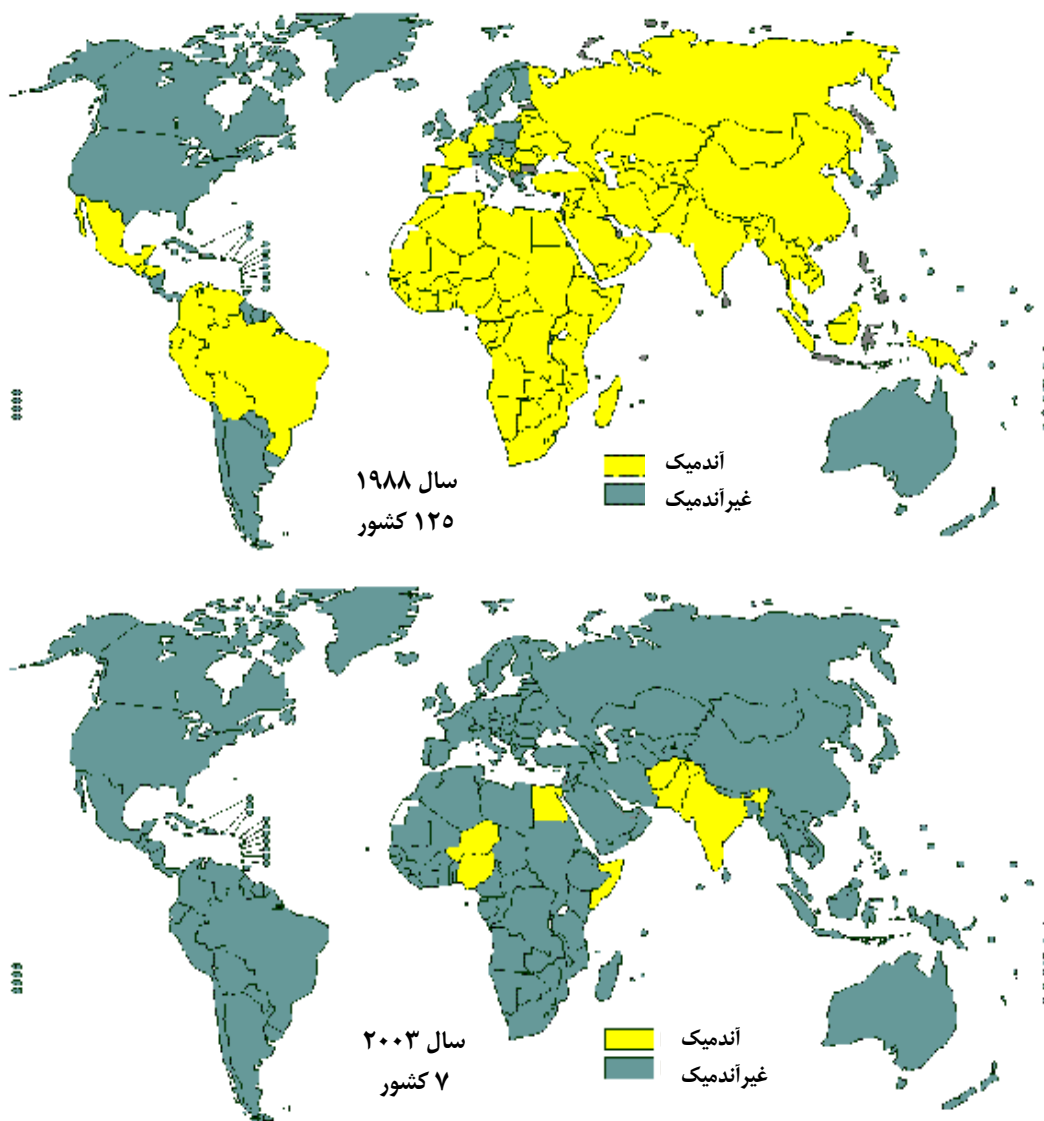 آندمیک
غیرآندمیک
سال ۱۹۸۸
۱۲۵ کشور
آندمیک
غیرآندمیک
سال ۲۰۰۳
۷ کشور